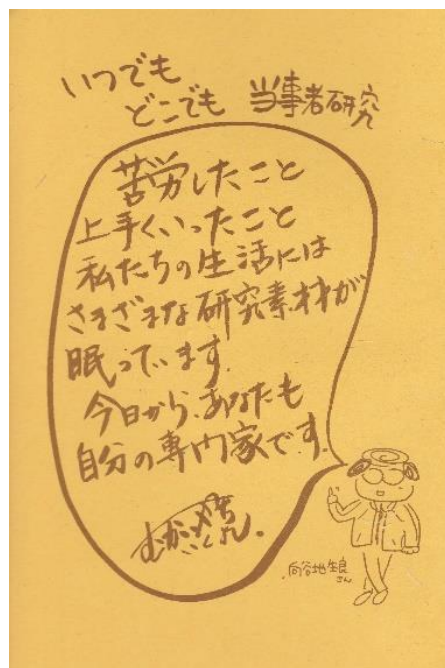 いつでも
どこでも 当事者研究
苦労したこと
上手くいったこと
私たちの生活には
さまざまな研究素材が
眠っています。
今日から、あなたも
自分の専門家です。
向谷地生良
さん